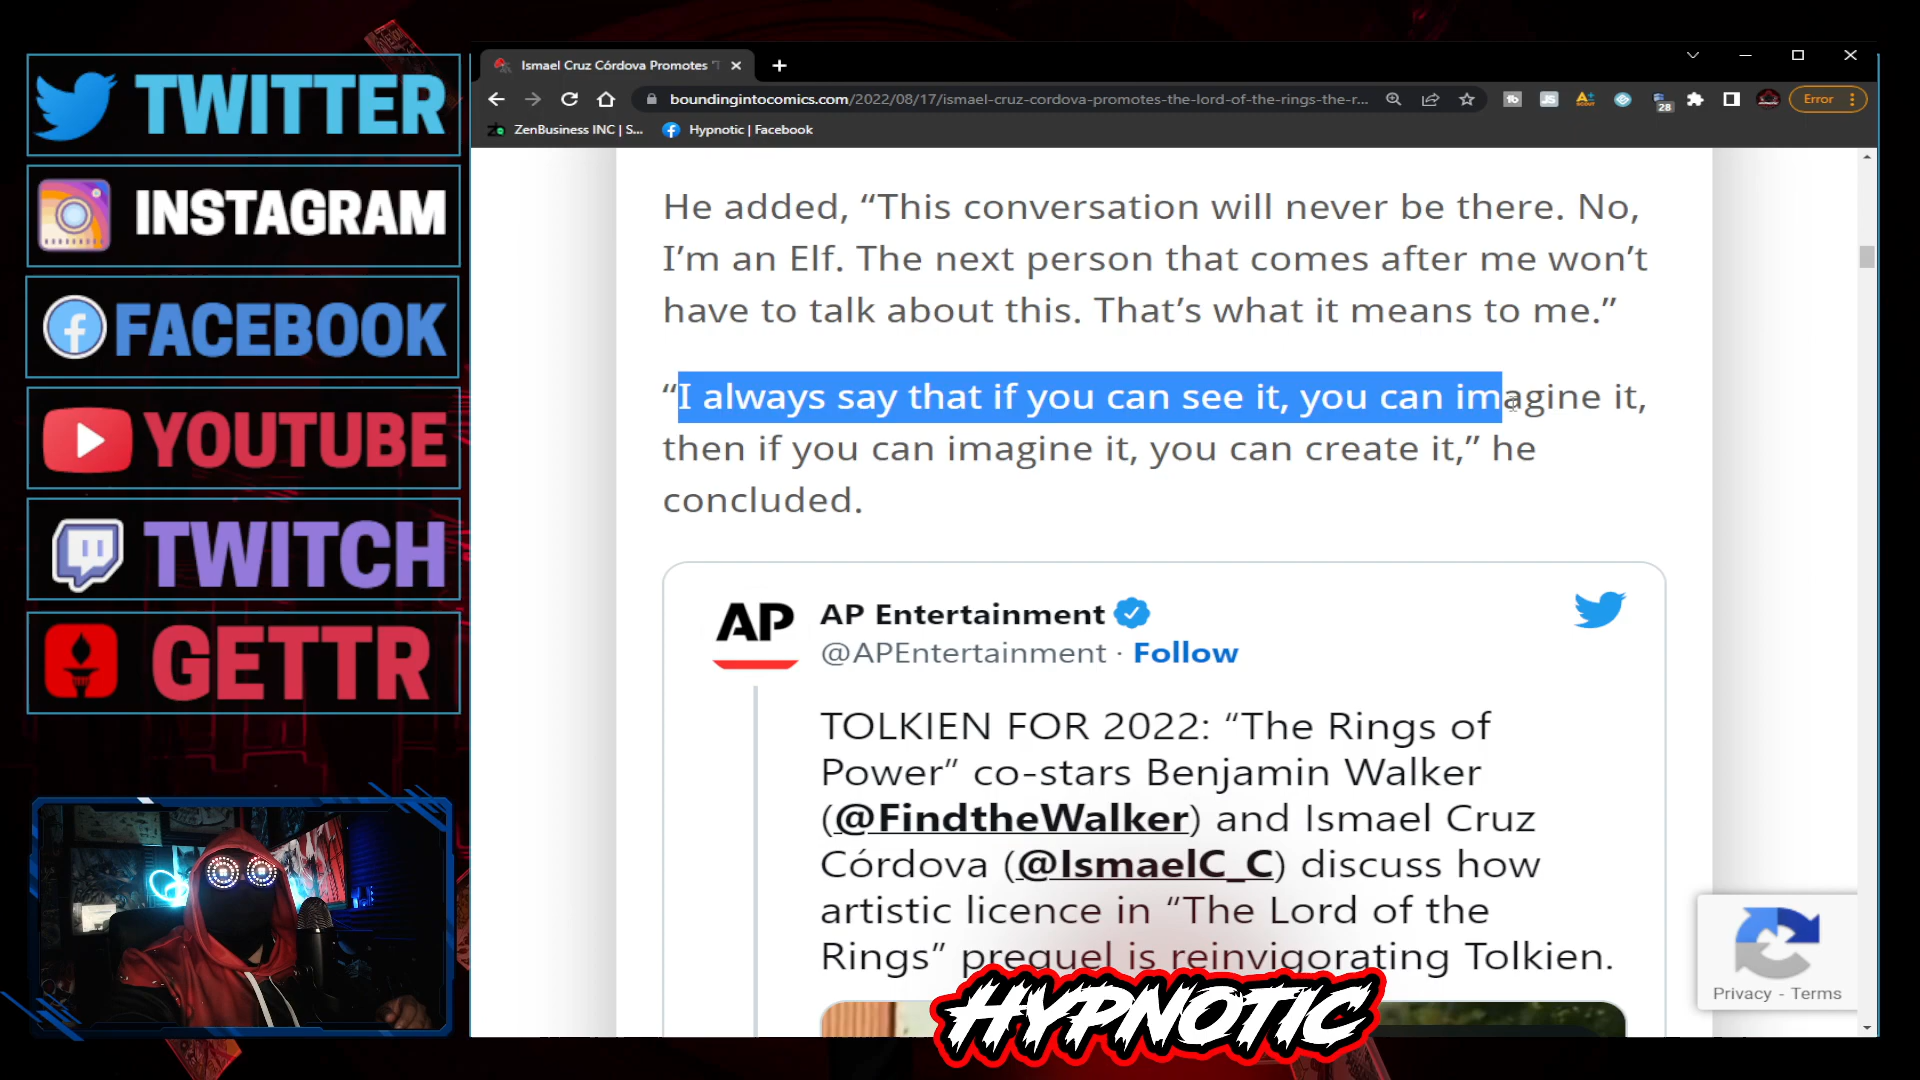 TWITTER
INSTAGRAM
FACEBOOK
YOUTUBE
TWITCH
GETTR
Ismael Cruz Córdova Promotes "T
boundingintocomics.com/2022/08/17/ismael-cruz-cordova-promotes-the-lord-of-the-rings-the-r...
28
Error
ZenBusiness INC | S...
Hypnotic | Facebook
He added, “This conversation will never be there. No,
I’m an Elf. The next person that comes after me won’t
have to talk about this. That’s what it means to me.”
“I always say that if you can see it, you can imagine it,
then if you can imagine it, you can create it,” he
concluded.
AP
AP Entertainment
@APEntertainment · Follow
TOLKIEN FOR 2022: “The Rings of
Power” co-stars Benjamin Walker
(@FindtheWalker) and Ismael Cruz
Córdova (@IsmaelC_C) discuss how
artistic licence in “The Lord of the
Rings” prequel is reinvigorating Tolkien.
Privacy - Terms
HYPNOTIC